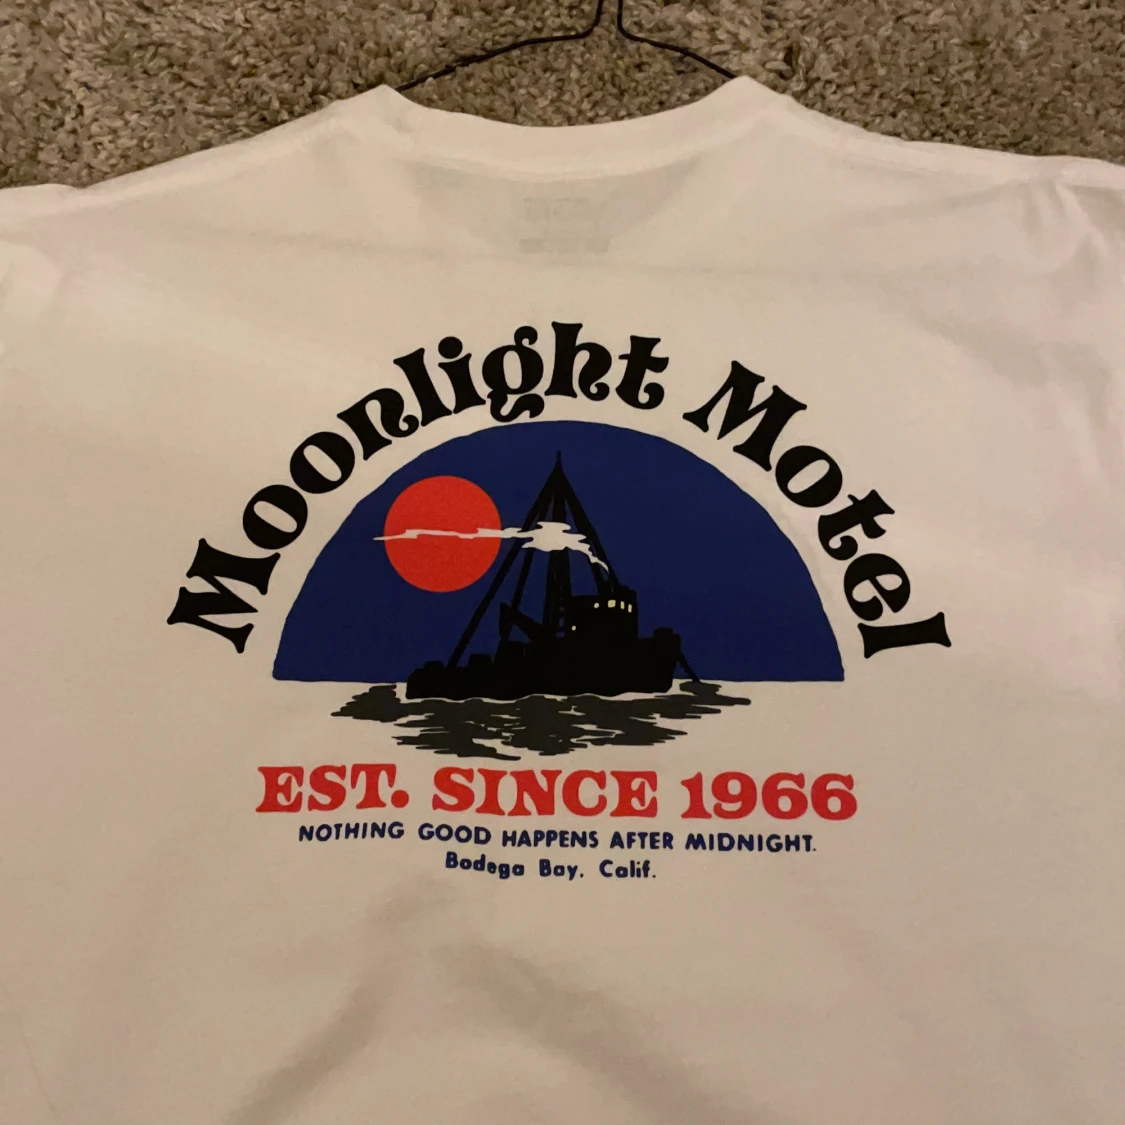 Moonlight Motel
EST. SINCE 1966
NOTHING GOOD HAPPENS AFTER MIDNIGHT.
Bodega Bay, Calif.